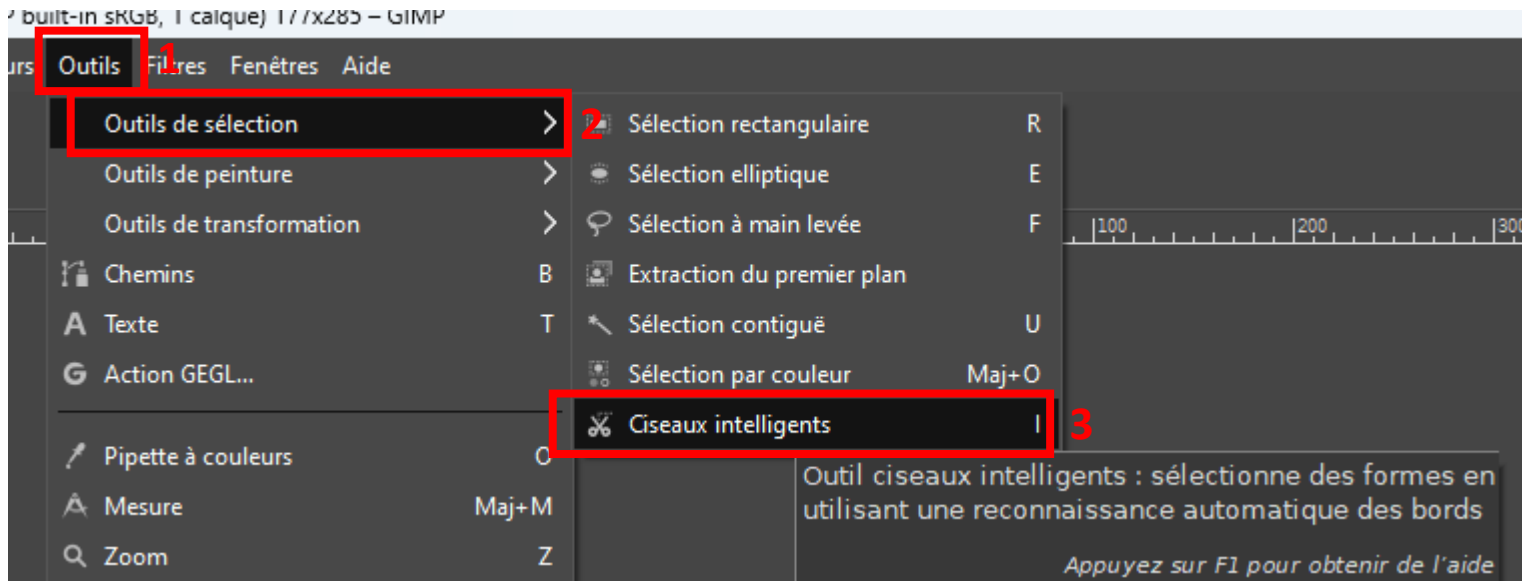 built-in sRGB, 1 calque) 177x285 – GIMP
urs Outils 1 Filtres Fenêtres Aide
Outils de sélection > 2
Outils de peinture >
Outils de transformation >
Chemins B
Texte T
Action GEGL...
Pipette à couleurs O
Mesure Maj+M
Zoom Z
Sélection rectangulaire R
Sélection elliptique E
Sélection à main levée F
Extraction du premier plan
Sélection contiguë U
Sélection par couleur Maj+O
Ciseaux intelligents I 3
100 200 300
Outil ciseaux intelligents : sélectionne des formes en
utilisant une reconnaissance automatique des bords
Appuyez sur F1 pour obtenir de l'aide